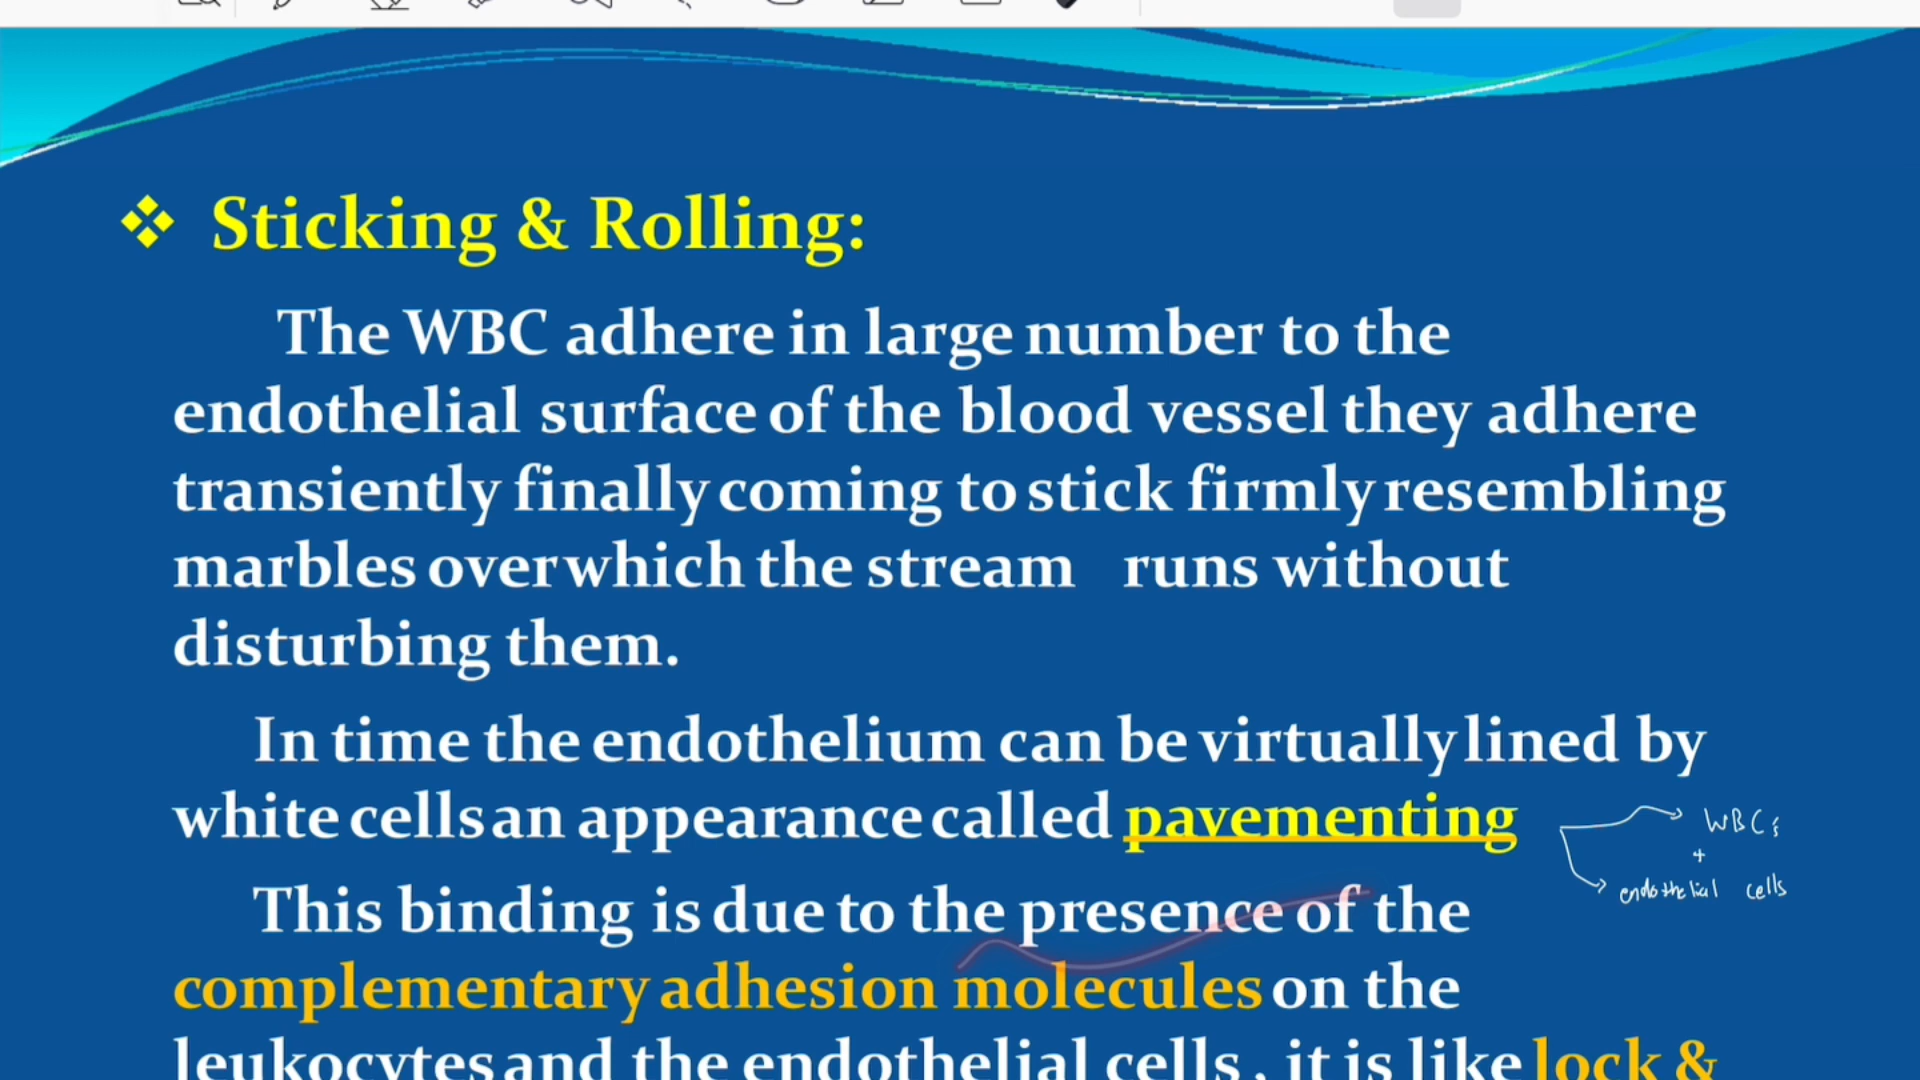 Sticking & Rolling:
The WBC adhere in large number to the
endothelial surface of the blood vessel they adhere
transiently finally coming to stick firmly resembling
marbles over which the stream runs without
disturbing them.
In time the endothelium can be virtually lined by
white cells an appearance called pavementing
WBCs
+
endothelial cells
This binding is due to the presence of the
complementary adhesion molecules on the
leukocytes and the endothelial cells , it is like lock &